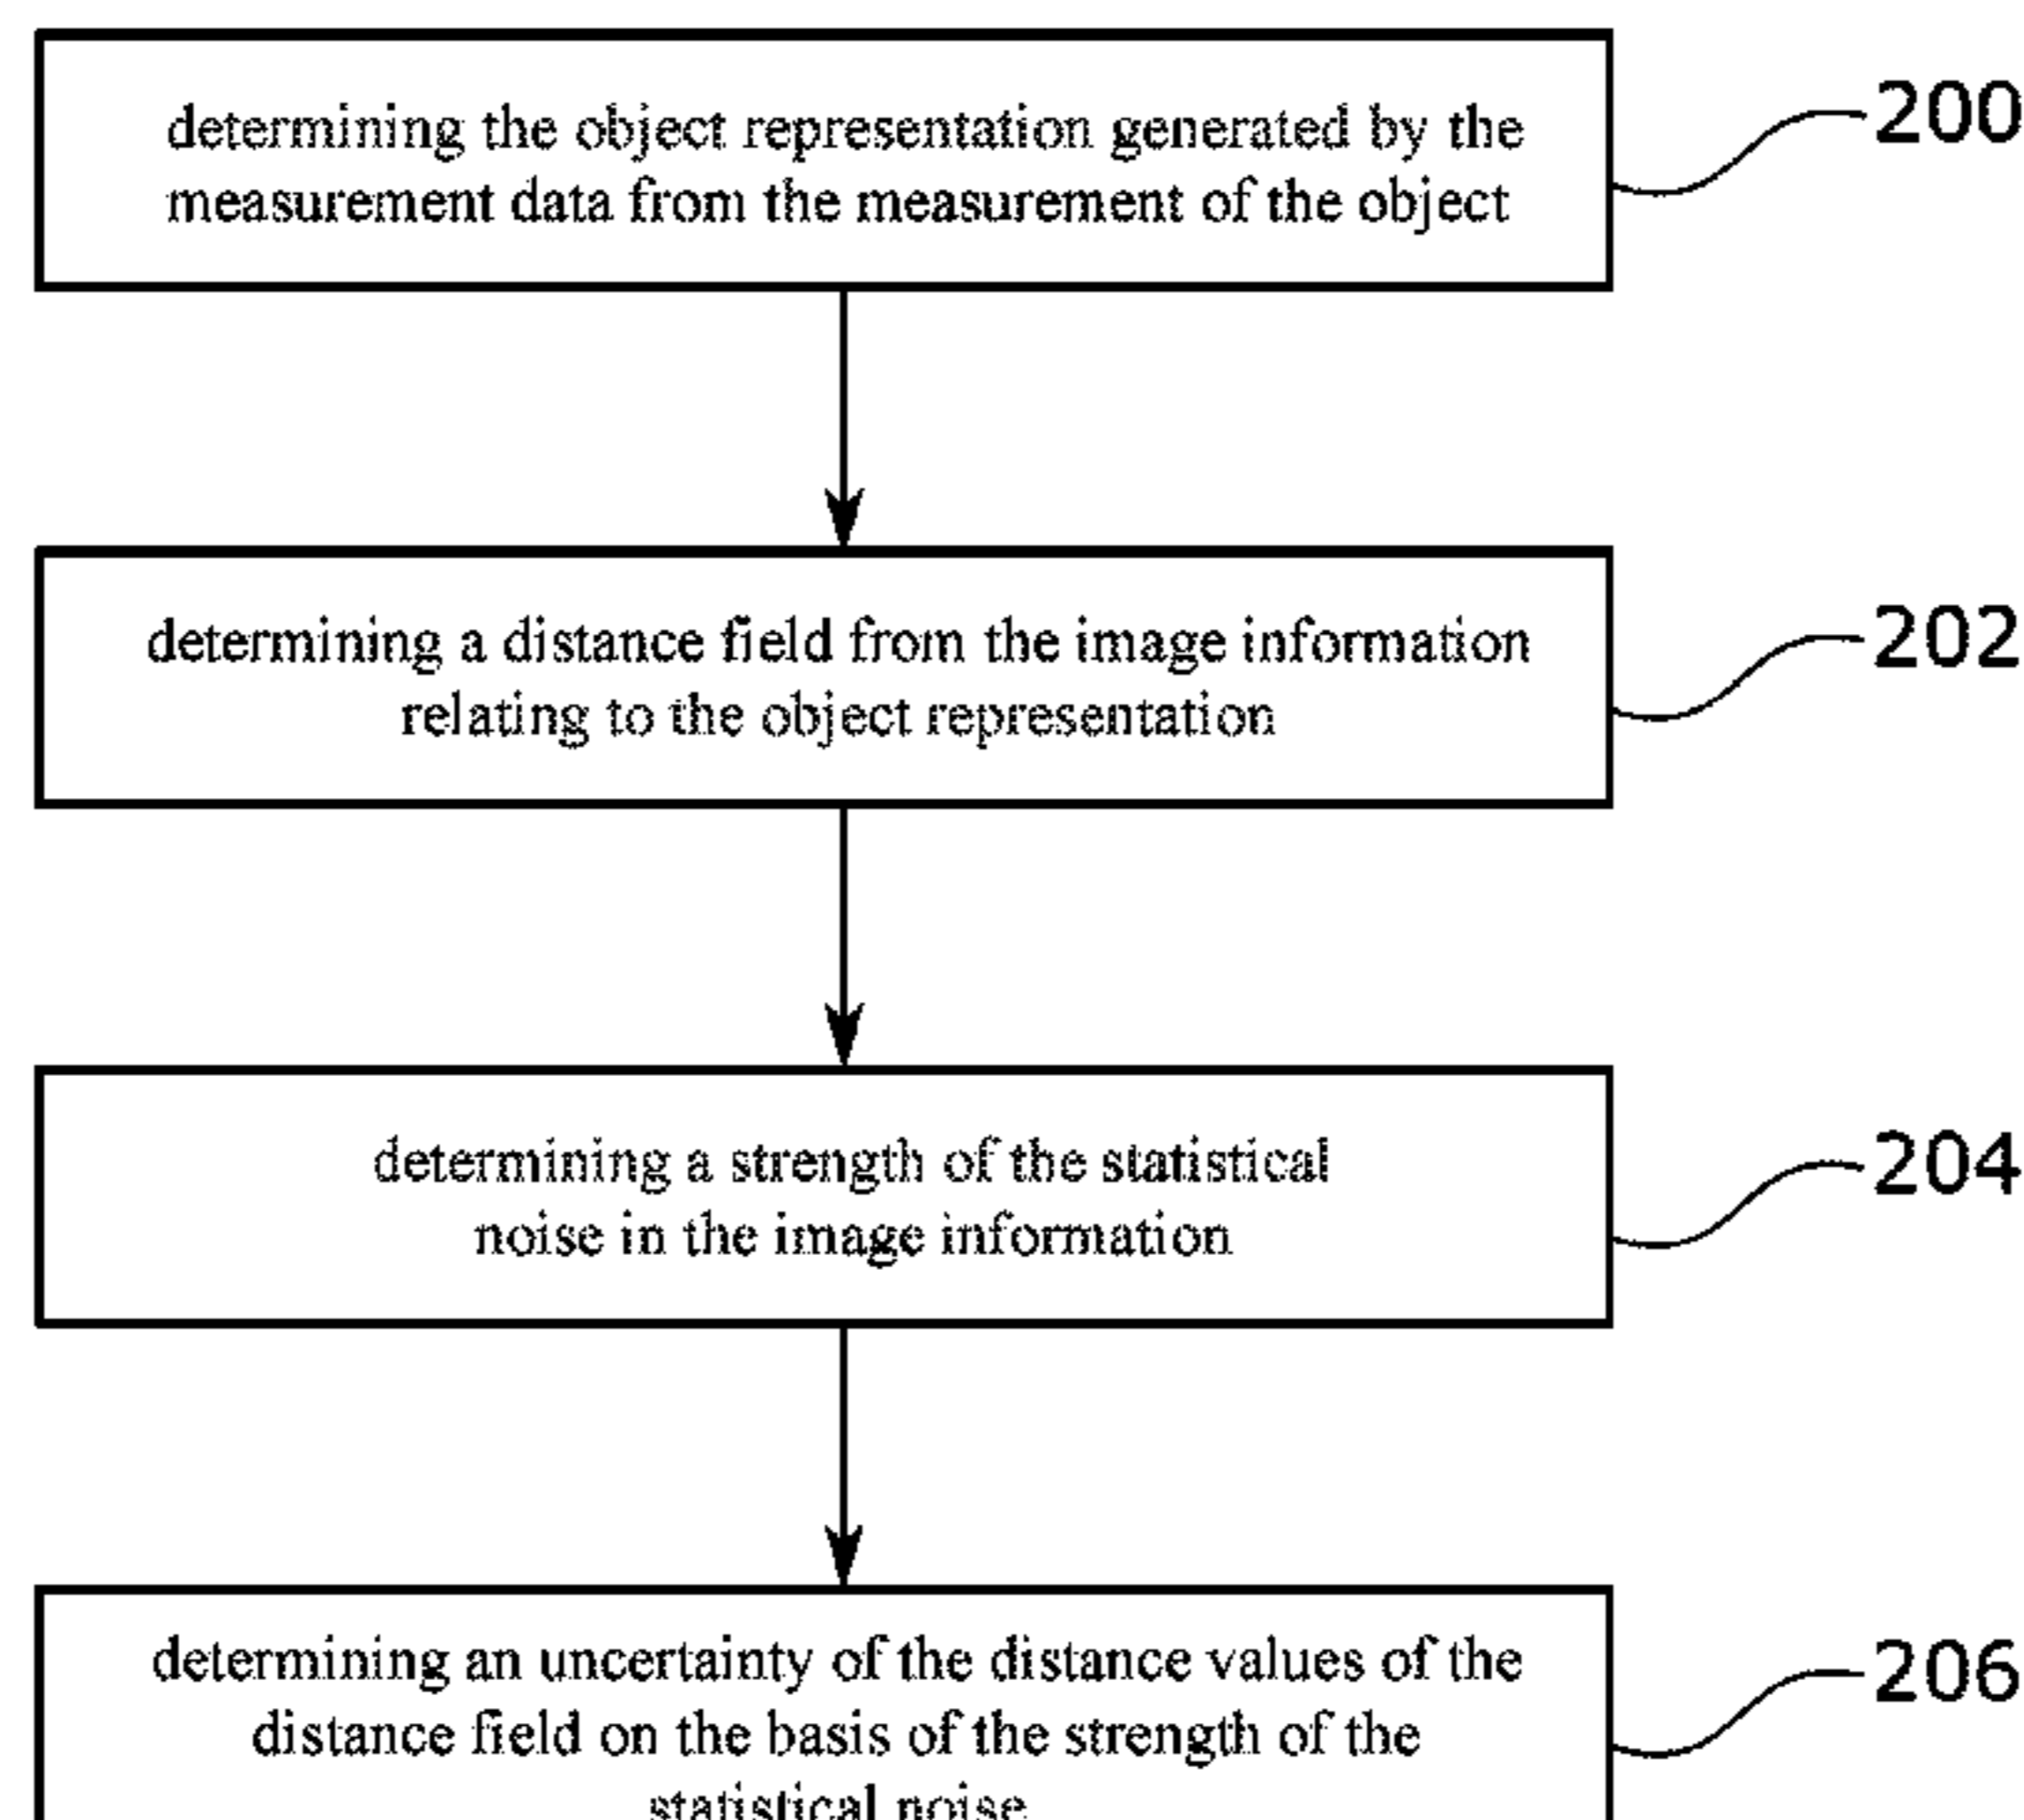 determining the object representation generated by the
measurement data from the measurement of the object
200
determining a distance field from the image information
relating to the object representation
202
determining a strength of the statistical
noise in the image information
204
determining an uncertainty of the distance values of the
distance field on the basis of the strength of the
statistical noise
206